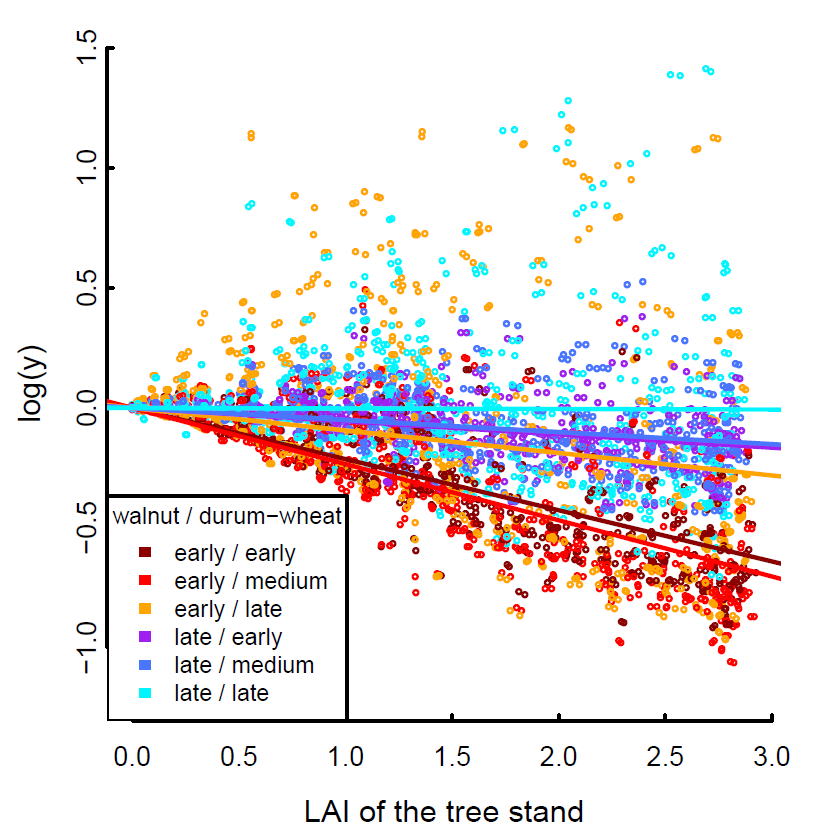 log(y)
1.5
1.0
0.5
0.0
−0.5
−1.0
walnut / durum−wheat
early / early
early / medium
early / late
late / early
late / medium
late / late
0.0 0.5 1.0 1.5 2.0 2.5 3.0
LAI of the tree stand